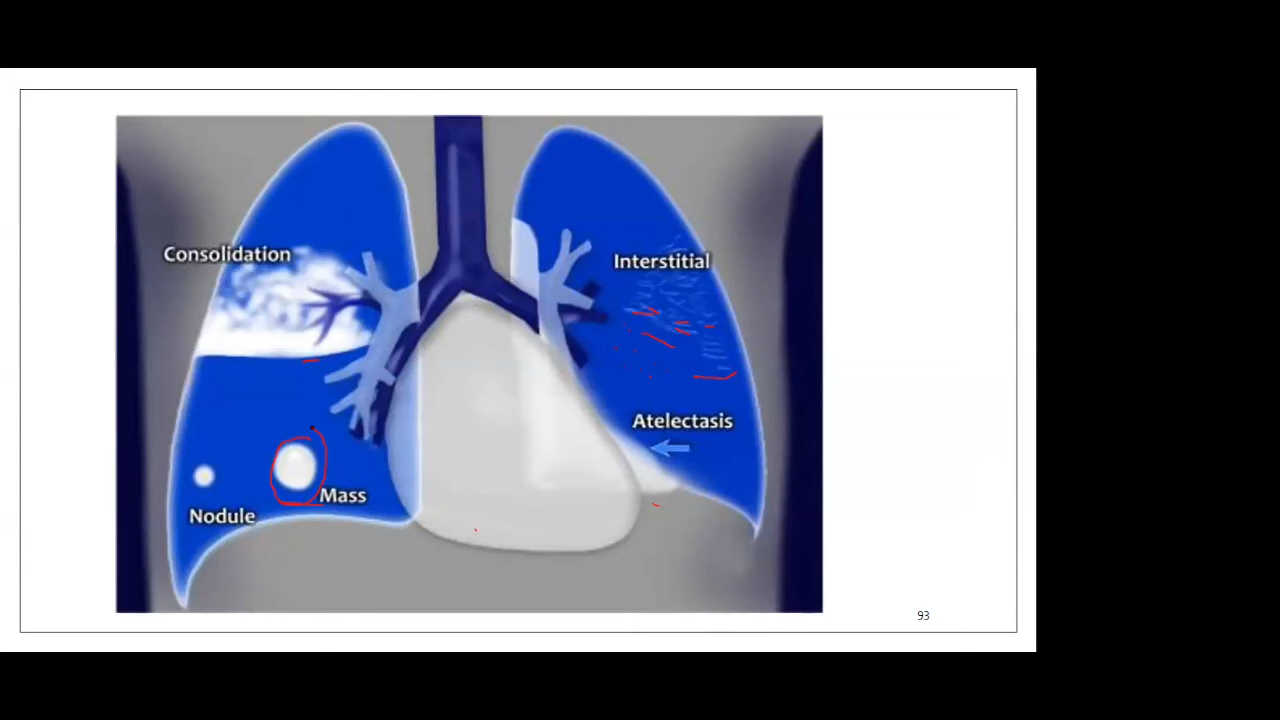 Consolidation
Interstitial
Atelectasis
Mass
Nodule
93